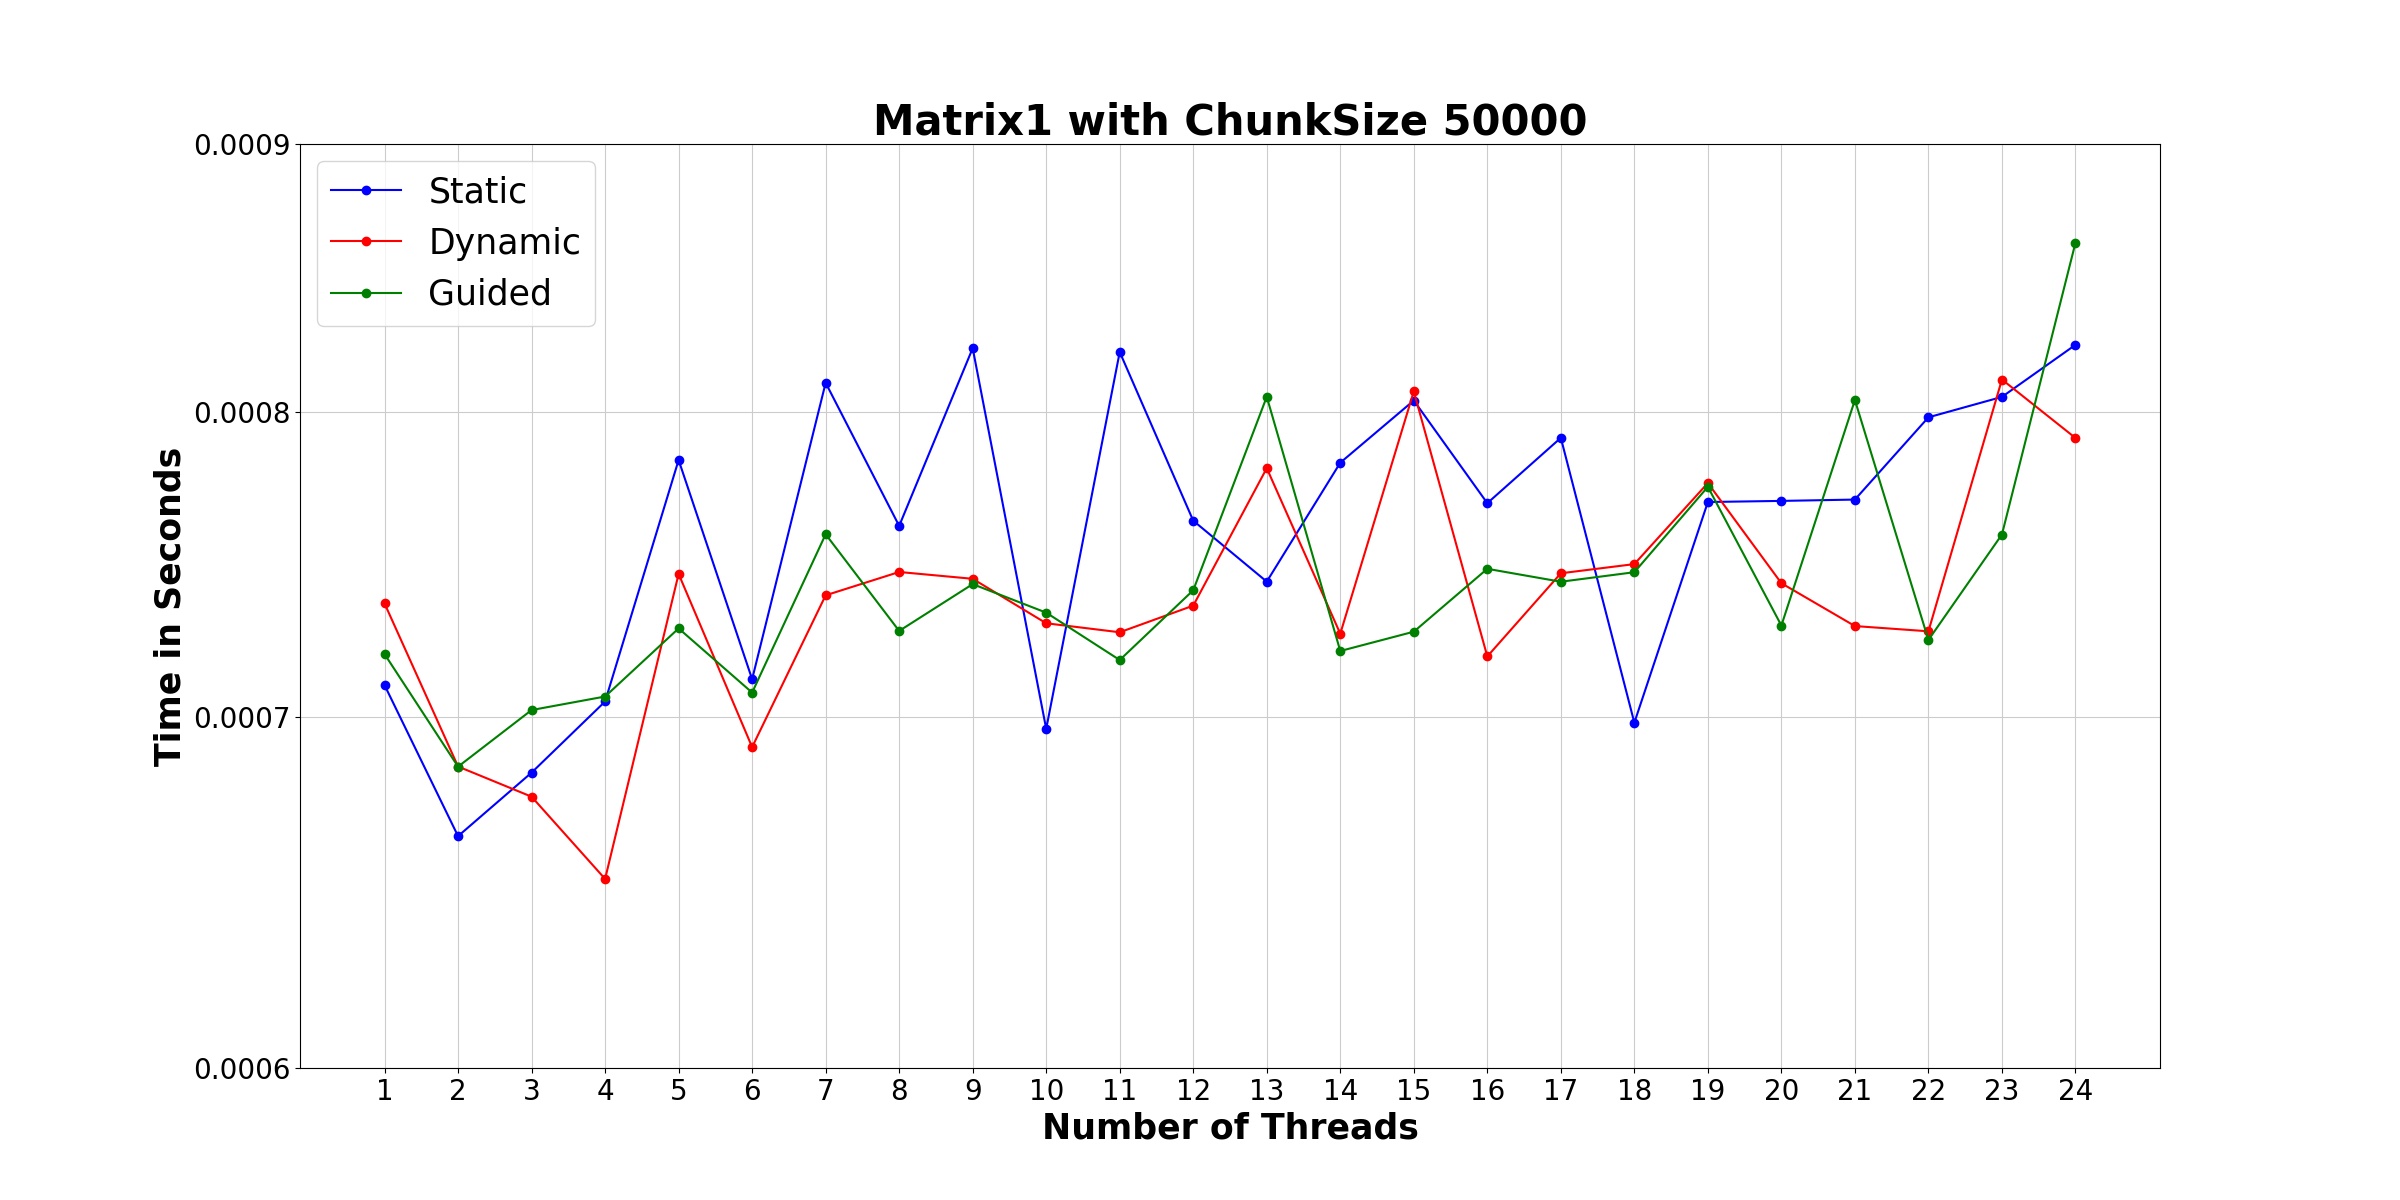 Matrix1 with ChunkSize 50000
0.0009
0.0008
0.0007
0.0006
Time in Seconds
Static
Dynamic
Guided
1 2 3 4 5 6 7 8 9 10 11 12 13 14 15 16 17 18 19 20 21 22 23 24
Number of Threads